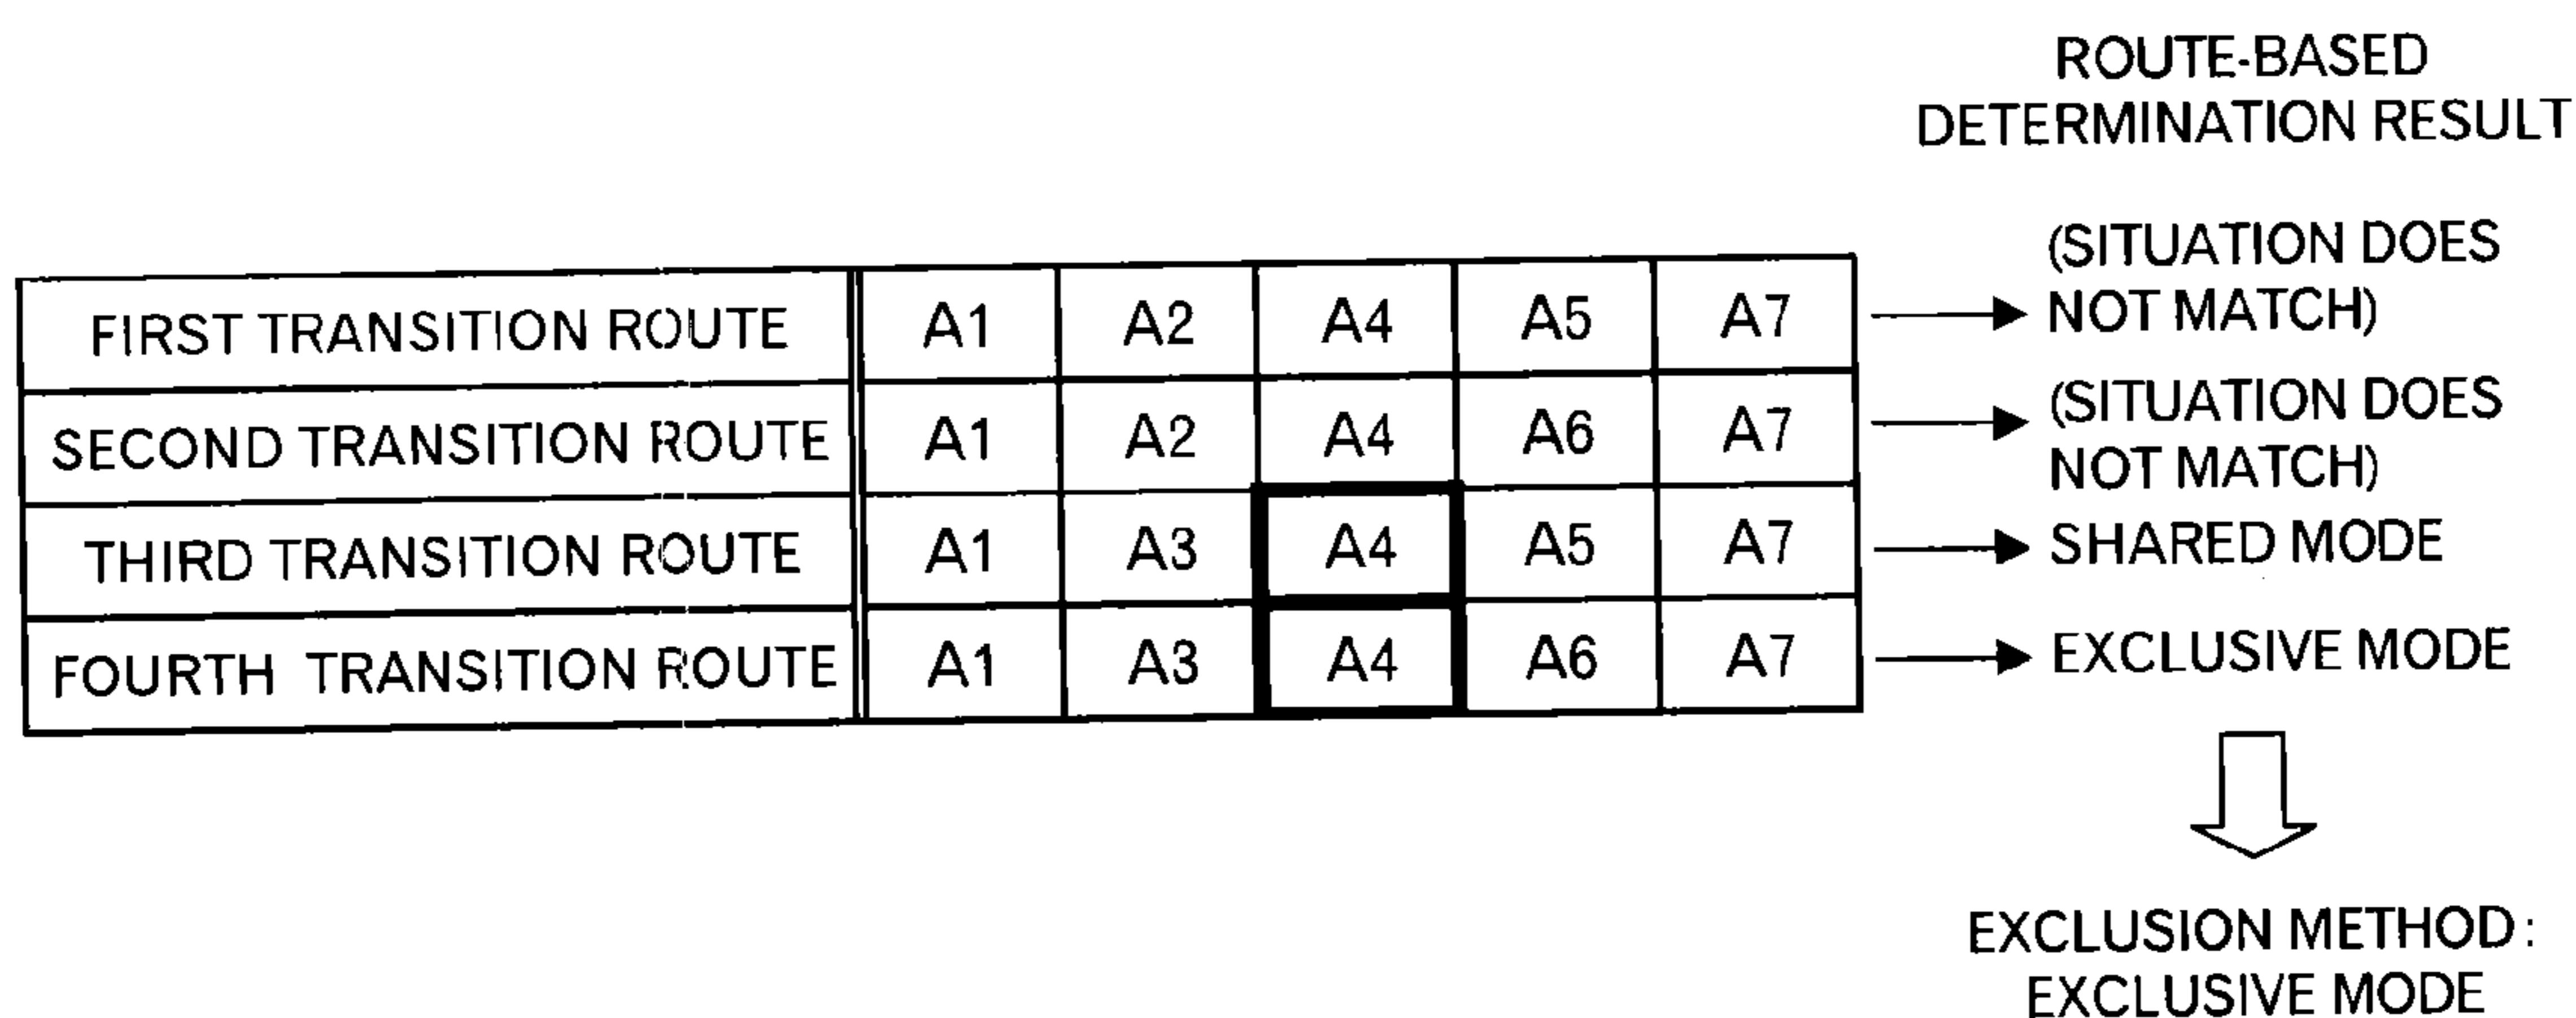 ROUTE-BASED
DETERMINATION RESULT
FIRST TRANSITION ROUTE A1 A2 A4 A5 A7 (SITUATION DOES
NOT MATCH)
SECOND TRANSITION ROUTE A1 A2 A4 A6 A7 (SITUATION DOES
NOT MATCH)
THIRD TRANSITION ROUTE A1 A3 A4 A5 A7 SHARED MODE
FOURTH TRANSITION ROUTE A1 A3 A4 A6 A7 EXCLUSIVE MODE
EXCLUSION METHOD:
EXCLUSIVE MODE